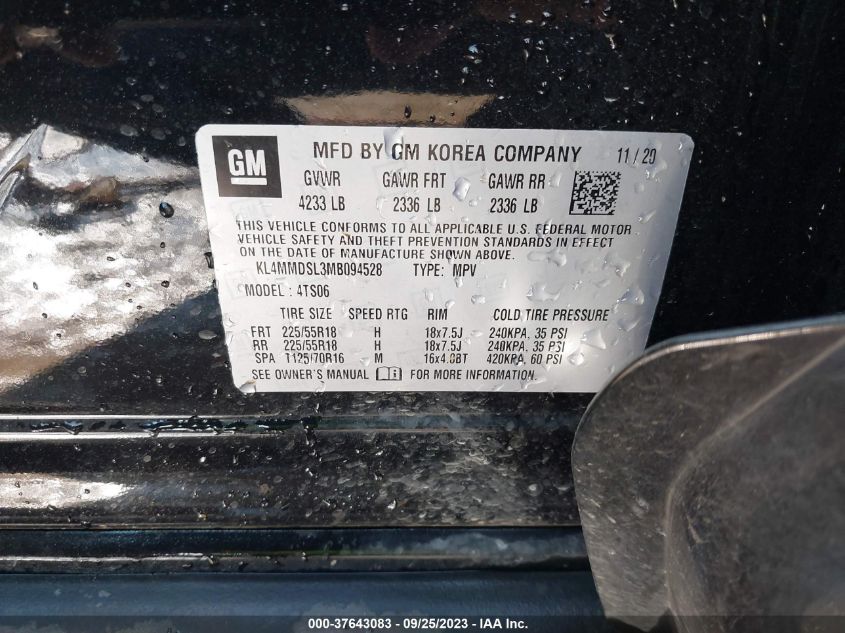 GM MFD BY GM KOREA COMPANY 11/20
GVWR GAWR FRT GAWR RR
4233 LB 2336 LB 2336 LB
THIS VEHICLE CONFORMS TO ALL APPLICABLE U.S. FEDERAL MOTOR
VEHICLE SAFETY AND THEFT PREVENTION STANDARDS IN EFFECT
ON THE DATE OF MANUFACTURE SHOWN ABOVE.
KL4MMDSL3MB094528 TYPE: MPV
MODEL : 4TS06
TIRE SIZE SPEED RTG RIM COLD TIRE PRESSURE
FRT 225/55R18 H 18x7.5J 240KPA, 35 PSI
RR 225/55R18 H 18x7.5J 240KPA, 35 PSI
SPA T125/70R16 M 16x4.00T 420KPA, 60 PSI
SEE OWNER'S MANUAL FOR MORE INFORMATION.
000-37643083 - 09/25/2023 - IAA Inc.